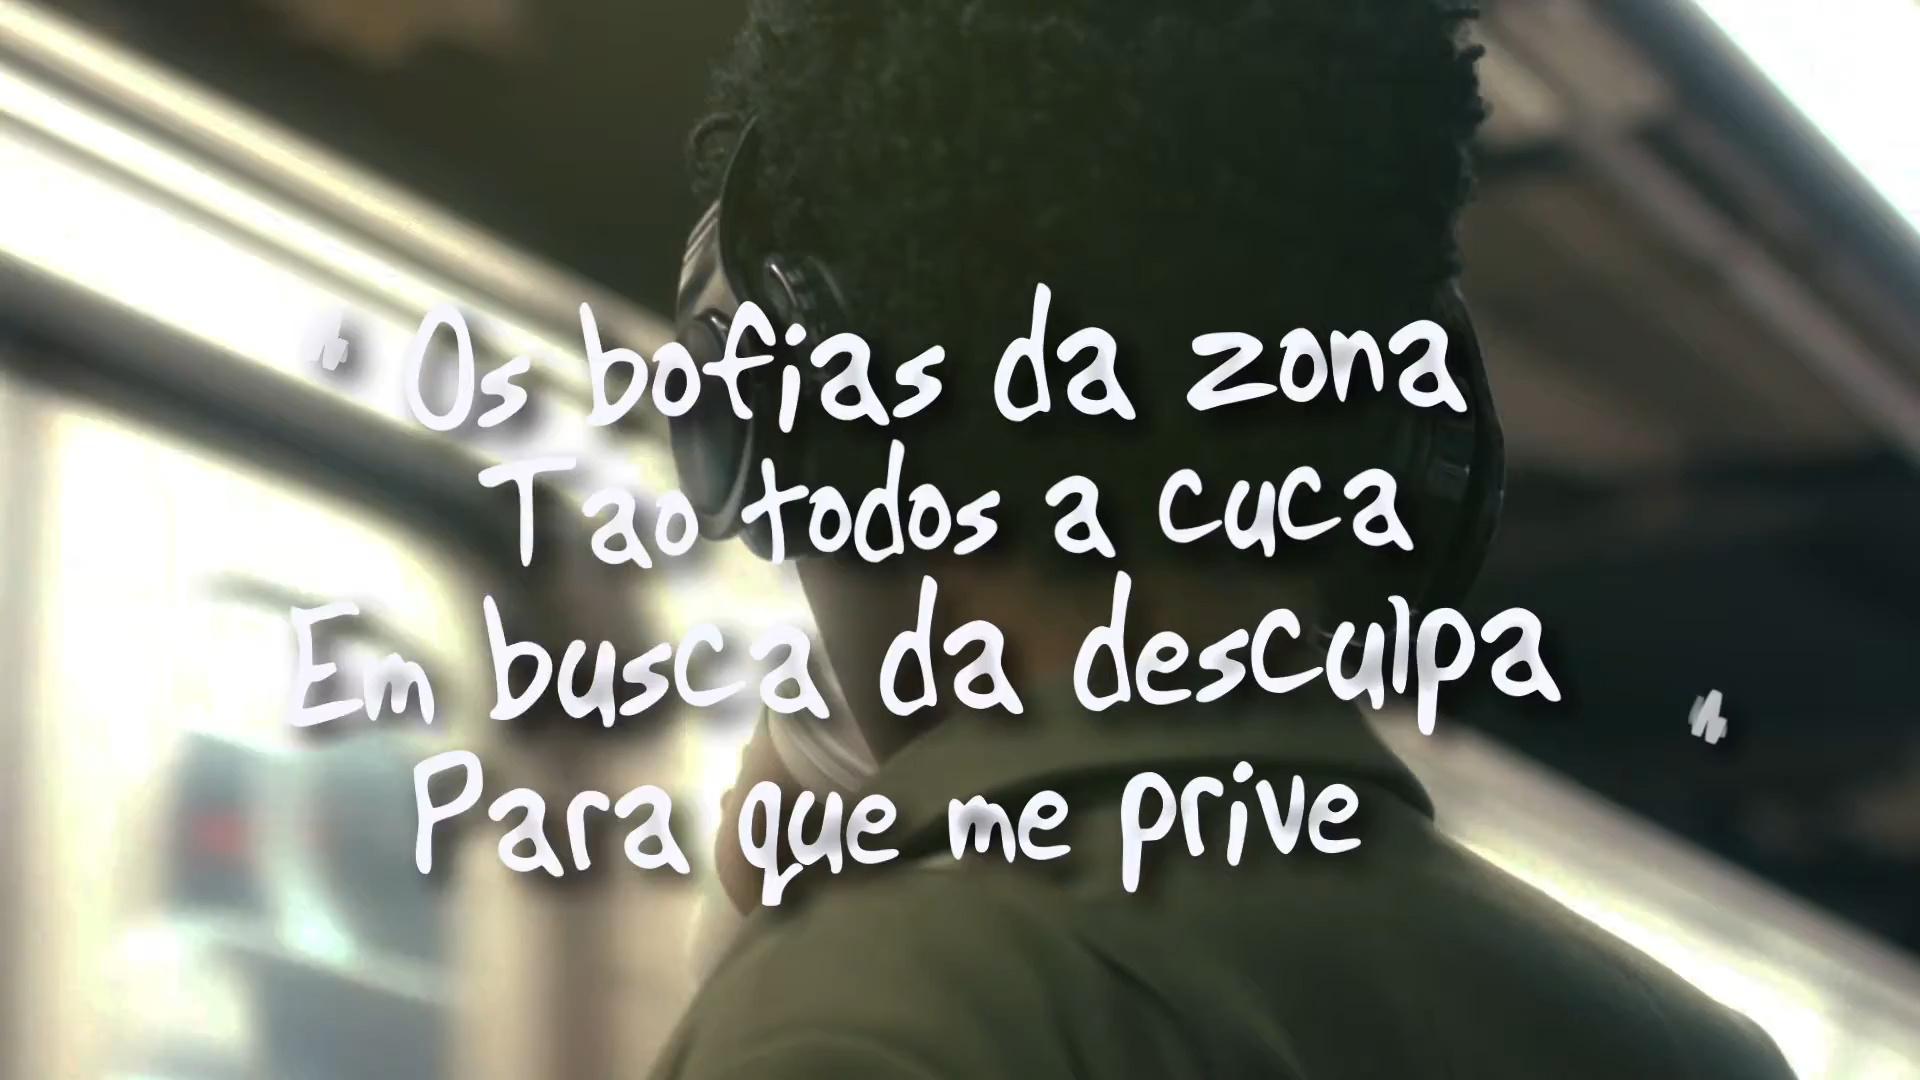 " Os bofias da zona
Tao todos a cuca
Em busca da desculpa "
Para que me prive